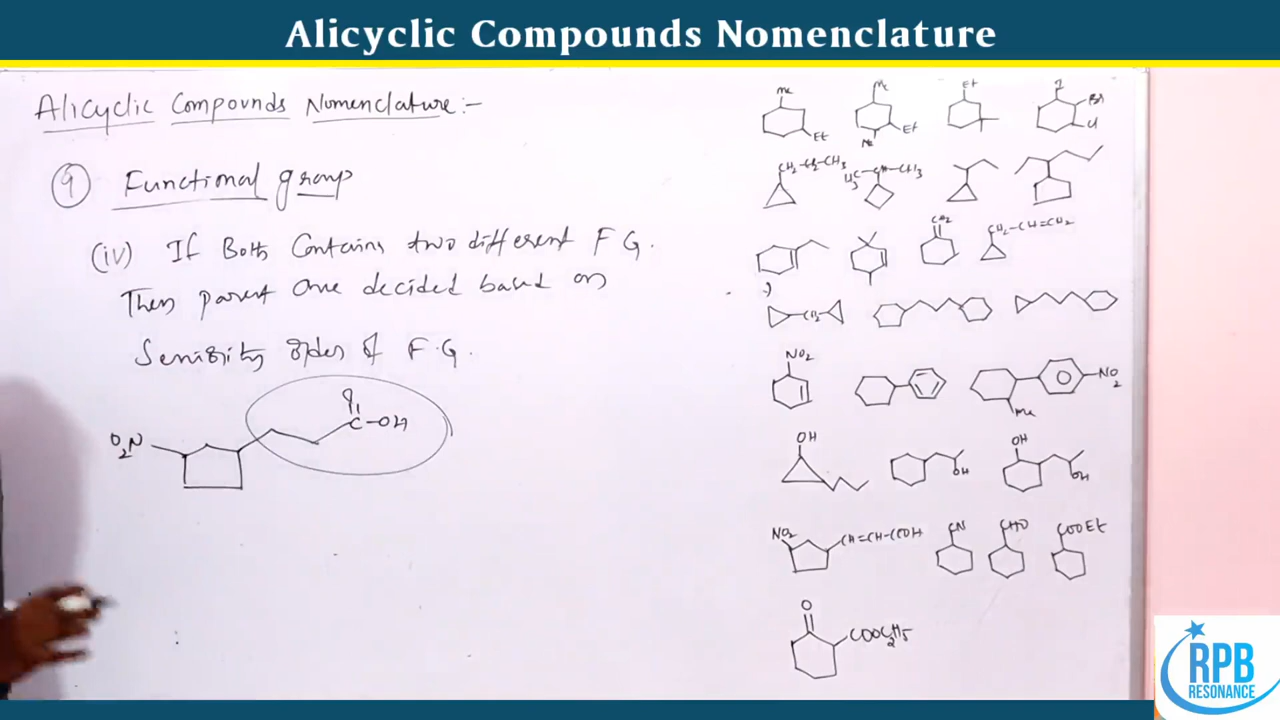 Alicyclic Compounds Nomenclature
Alicyclic Compounds Nomenclature:-
9 Functional group
(iv) If Both Contains two different F G.
Then parent one decided based on
order of F.G.
O2N
O
C-OH
Me
Et
Me
Et
Me
Et
Br
Cl
CH2-CH2-CH3
H3C-CH-CH3
CH2
CH2-CH=CH2
CH2
NO2
NO2
Me
OH
OH
OH
OH
NO2
CH=CH-COOH
CN
CHO
COOEt
O
COOC2H5
RPB
RESONANCE